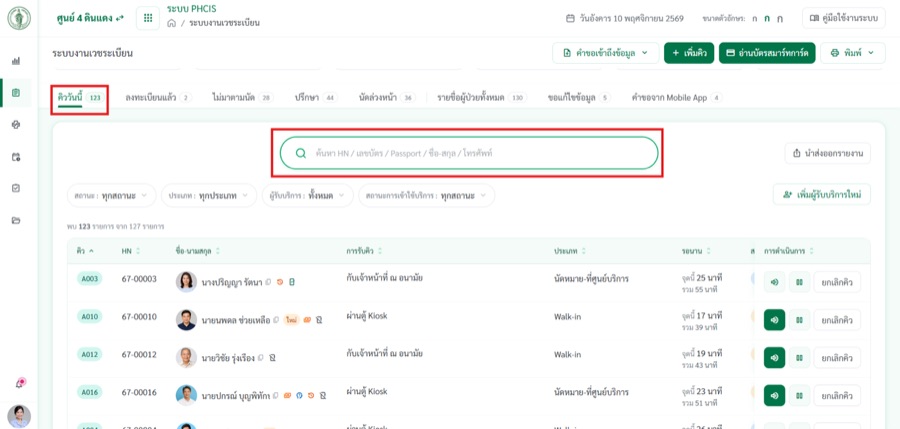 ศูนย์ 4 ดินแดง
ระบบ PHCIS
/ ระบบงานเวชระเบียน
วันอังคาร 10 พฤศจิกายน 2569
ขนาดตัวอักษร: ก ก ก
คู่มือใช้งานระบบ
ระบบงานเวชระเบียน
คำขอเข้าถึงข้อมูล
+ เพิ่มคิว
อ่านบัตรสมาร์ทการ์ด
พิมพ์
คิววันนี้ 123
ลงทะเบียนแล้ว 2
ไม่มาตามนัด 28
ปรึกษา 44
นัดล่วงหน้า 36
รายชื่อผู้ป่วยทั้งหมด 130
ขอแก้ไขข้อมูล 5
คำขอจาก Mobile App 4
ค้นหา HN / เลขบัตร / Passport / ชื่อ-สกุล / โทรศัพท์
นำส่งออกรายงาน
สถานะ: ทุกสถานะ
ประเภท: ทุกประเภท
ผู้รับบริการ: ทั้งหมด
สถานะการเข้าใช้บริการ: ทุกสถานะ
เพิ่มผู้รับบริการใหม่
พบ 123 รายการ จาก 127 รายการ
คิว HN ชื่อ-นามสกุล การรับคิว ประเภท รอนาน ส การดำเนินการ
A003 67-00003 นางปริญญา รัตนา กับเจ้าหน้าที่ ณ อนามัย นัดหมาย-ที่ศูนย์บริการ จุดนี้ 25 นาที ยกเลิกคิว
รวม 55 นาที
A010 67-00010 นายนพดล ช่วยเหลือ ใหม่ ผ่านตู้ Kiosk Walk-in จุดนี้ 17 นาที ยกเลิกคิว
รวม 39 นาที
A012 67-00012 นายวิชัย รุ่งเรือง กับเจ้าหน้าที่ ณ อนามัย Walk-in จุดนี้ 19 นาที ยกเลิกคิว
รวม 43 นาที
A016 67-00016 นายปกรณ์ บุญพิทักา ผ่านตู้ Kiosk นัดหมาย-ที่ศูนย์บริการ จุดนี้ 23 นาที ยกเลิกคิว
รวม 51 นาที